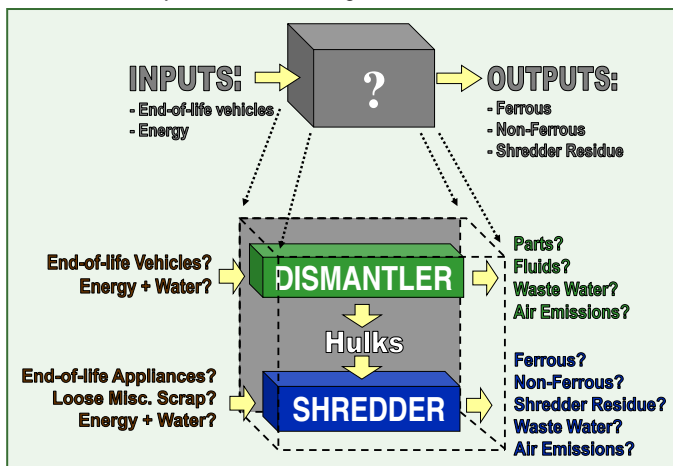 INPUTS:
- End-of-life vehicles
- Energy
?
OUTPUTS:
- Ferrous
- Non-Ferrous
- Shredder Residue
End-of-life Vehicles?
Energy + Water?
DISMANTLER
Parts?
Fluids?
Waste Water?
Air Emissions?
Hulks
End-of-life Appliances?
Loose Misc. Scrap?
Energy + Water?
SHREDDER
Ferrous?
Non-Ferrous?
Shredder Residue?
Waste Water?
Air Emissions?